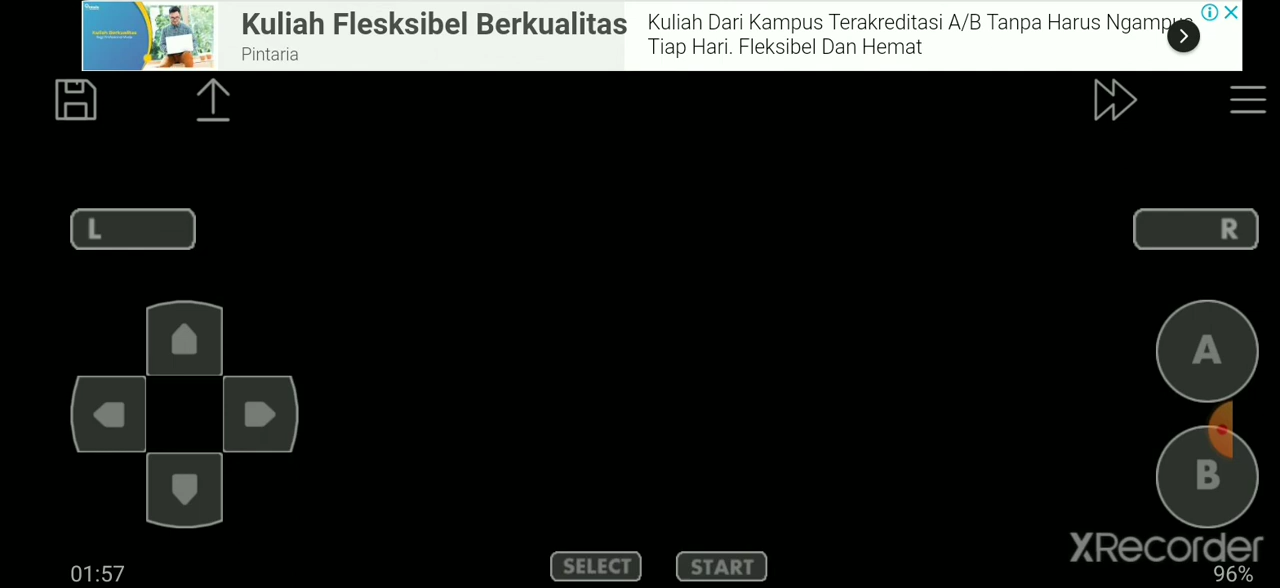 Kuliah Flesksibel Berkualitas
Pintaria
Kuliah Dari Kampus Terakreditasi A/B Tanpa Harus Ngampus
Tiap Hari. Fleksibel Dan Hemat
L
R
A
B
SELECT
START
XRecorder
01:57
96%